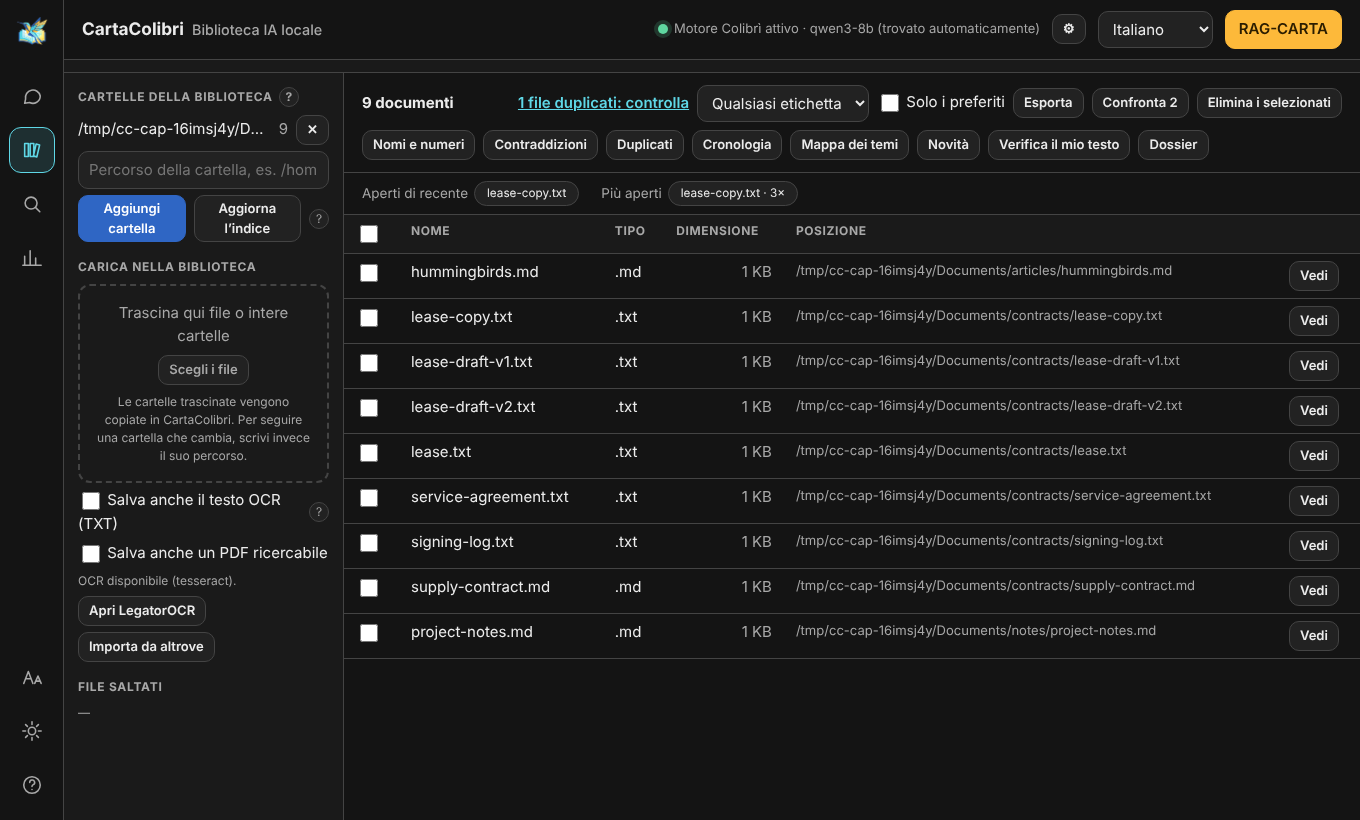 CartaColibri Biblioteca IA locale
Motore Colibrì attivo · qwen3-8b (trovato automaticamente)
Italiano
RAG-CARTA
CARTELLE DELLA BIBLIOTECA ?
/tmp/cc-cap-16imsj4y/D... 9 ×
Percorso della cartella, es. /hom
Aggiungi cartella
Aggiorna l'indice
?
CARICA NELLA BIBLIOTECA
Trascina qui file o intere
cartelle
Scegli i file
Le cartelle trascinate vengono
copiate in CartaColibri. Per seguire
una cartella che cambia, scrivi invece
il suo percorso.
Salva anche il testo OCR
(TXT)
?
Salva anche un PDF ricercabile
OCR disponibile (tesseract).
Apri LegatorOCR
Importa da altrove
FILE SALTATI
—
9 documenti
1 file duplicati: controlla
Qualsiasi etichetta
Solo i preferiti
Esporta
Confronta 2
Elimina i selezionati
Nomi e numeri
Contraddizioni
Duplicati
Cronologia
Mappa dei temi
Novità
Verifica il mio testo
Dossier
Aperti di recente lease-copy.txt Più aperti lease-copy.txt · 3×
NOME TIPO DIMENSIONE POSIZIONE
hummingbirds.md .md 1 KB /tmp/cc-cap-16imsj4y/Documents/articles/hummingbirds.md Vedi
lease-copy.txt .txt 1 KB /tmp/cc-cap-16imsj4y/Documents/contracts/lease-copy.txt Vedi
lease-draft-v1.txt .txt 1 KB /tmp/cc-cap-16imsj4y/Documents/contracts/lease-draft-v1.txt Vedi
lease-draft-v2.txt .txt 1 KB /tmp/cc-cap-16imsj4y/Documents/contracts/lease-draft-v2.txt Vedi
lease.txt .txt 1 KB /tmp/cc-cap-16imsj4y/Documents/contracts/lease.txt Vedi
service-agreement.txt .txt 1 KB /tmp/cc-cap-16imsj4y/Documents/contracts/service-agreement.txt Vedi
signing-log.txt .txt 1 KB /tmp/cc-cap-16imsj4y/Documents/contracts/signing-log.txt Vedi
supply-contract.md .md 1 KB /tmp/cc-cap-16imsj4y/Documents/contracts/supply-contract.md Vedi
project-notes.md .md 1 KB /tmp/cc-cap-16imsj4y/Documents/notes/project-notes.md Vedi
AA
?